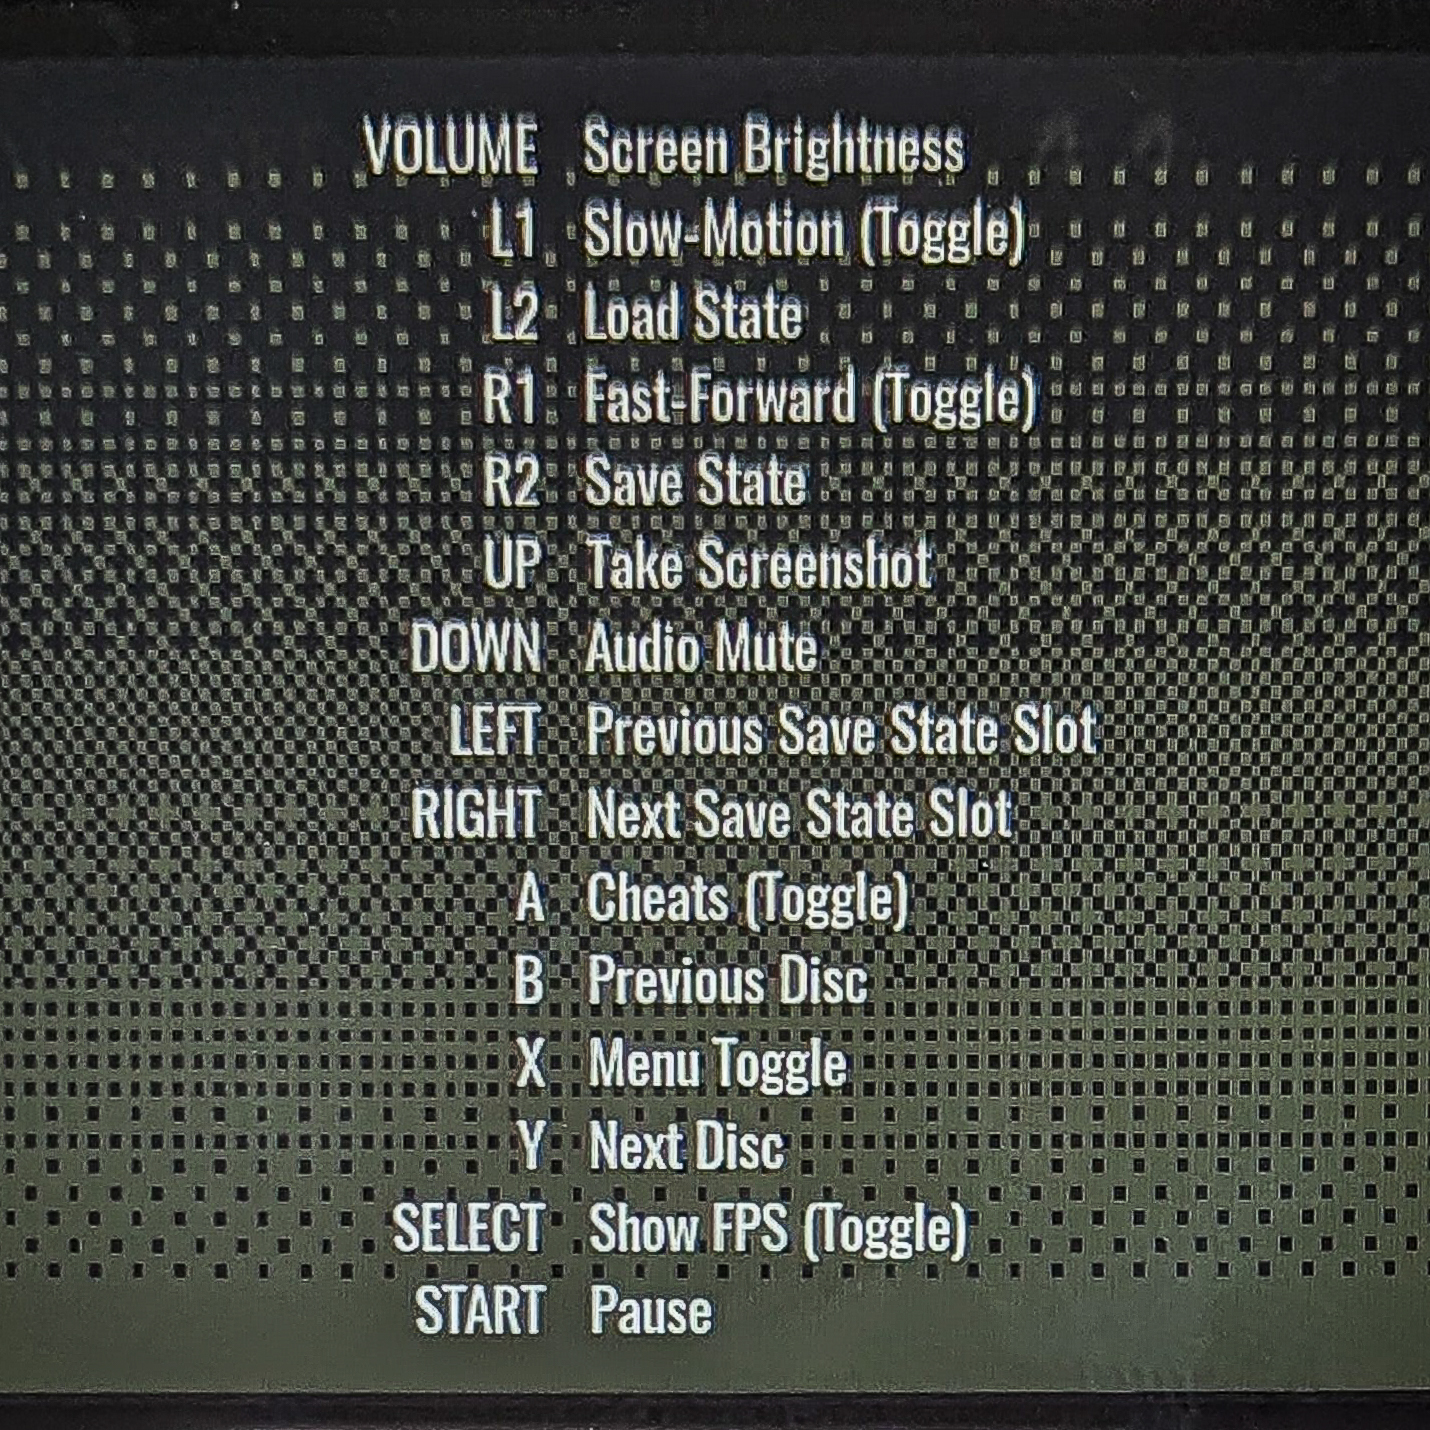 VOLUME Screen Brightness
L1 Slow-Motion (Toggle)
L2 Load State
R1 Fast-Forward (Toggle)
R2 Save State
UP Take Screenshot
DOWN Audio Mute
LEFT Previous Save State Slot
RIGHT Next Save State Slot
A Cheats (Toggle)
B Previous Disc
X Menu Toggle
Y Next Disc
SELECT Show FPS (Toggle)
START Pause